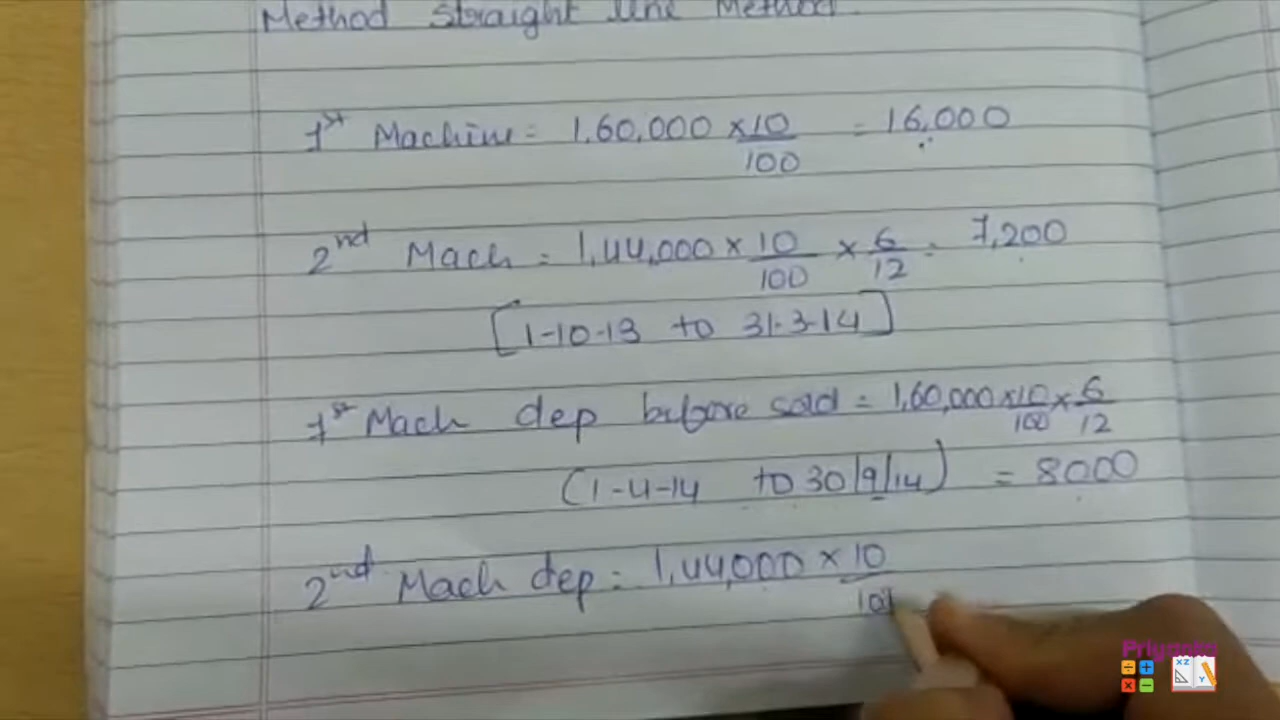 Method Straight line Method.
1st Machine = 1,60,000 × 10/100 = 16,000
2nd Mach = 1,44,000 × 10/100 × 6/12 = 7,200
[1-10-13 to 31-3-14]
1st Mach dep before sold = 1,60,000 × 10/100 × 6/12
(1-4-14 to 30/9/14) = 8000
2nd Mach dep = 1,44,000 × 10/10
Priyanka